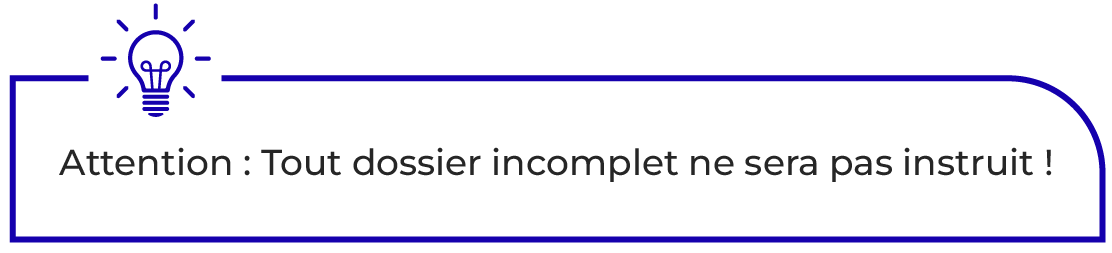 Attention : Tout dossier incomplet ne sera pas instruit !